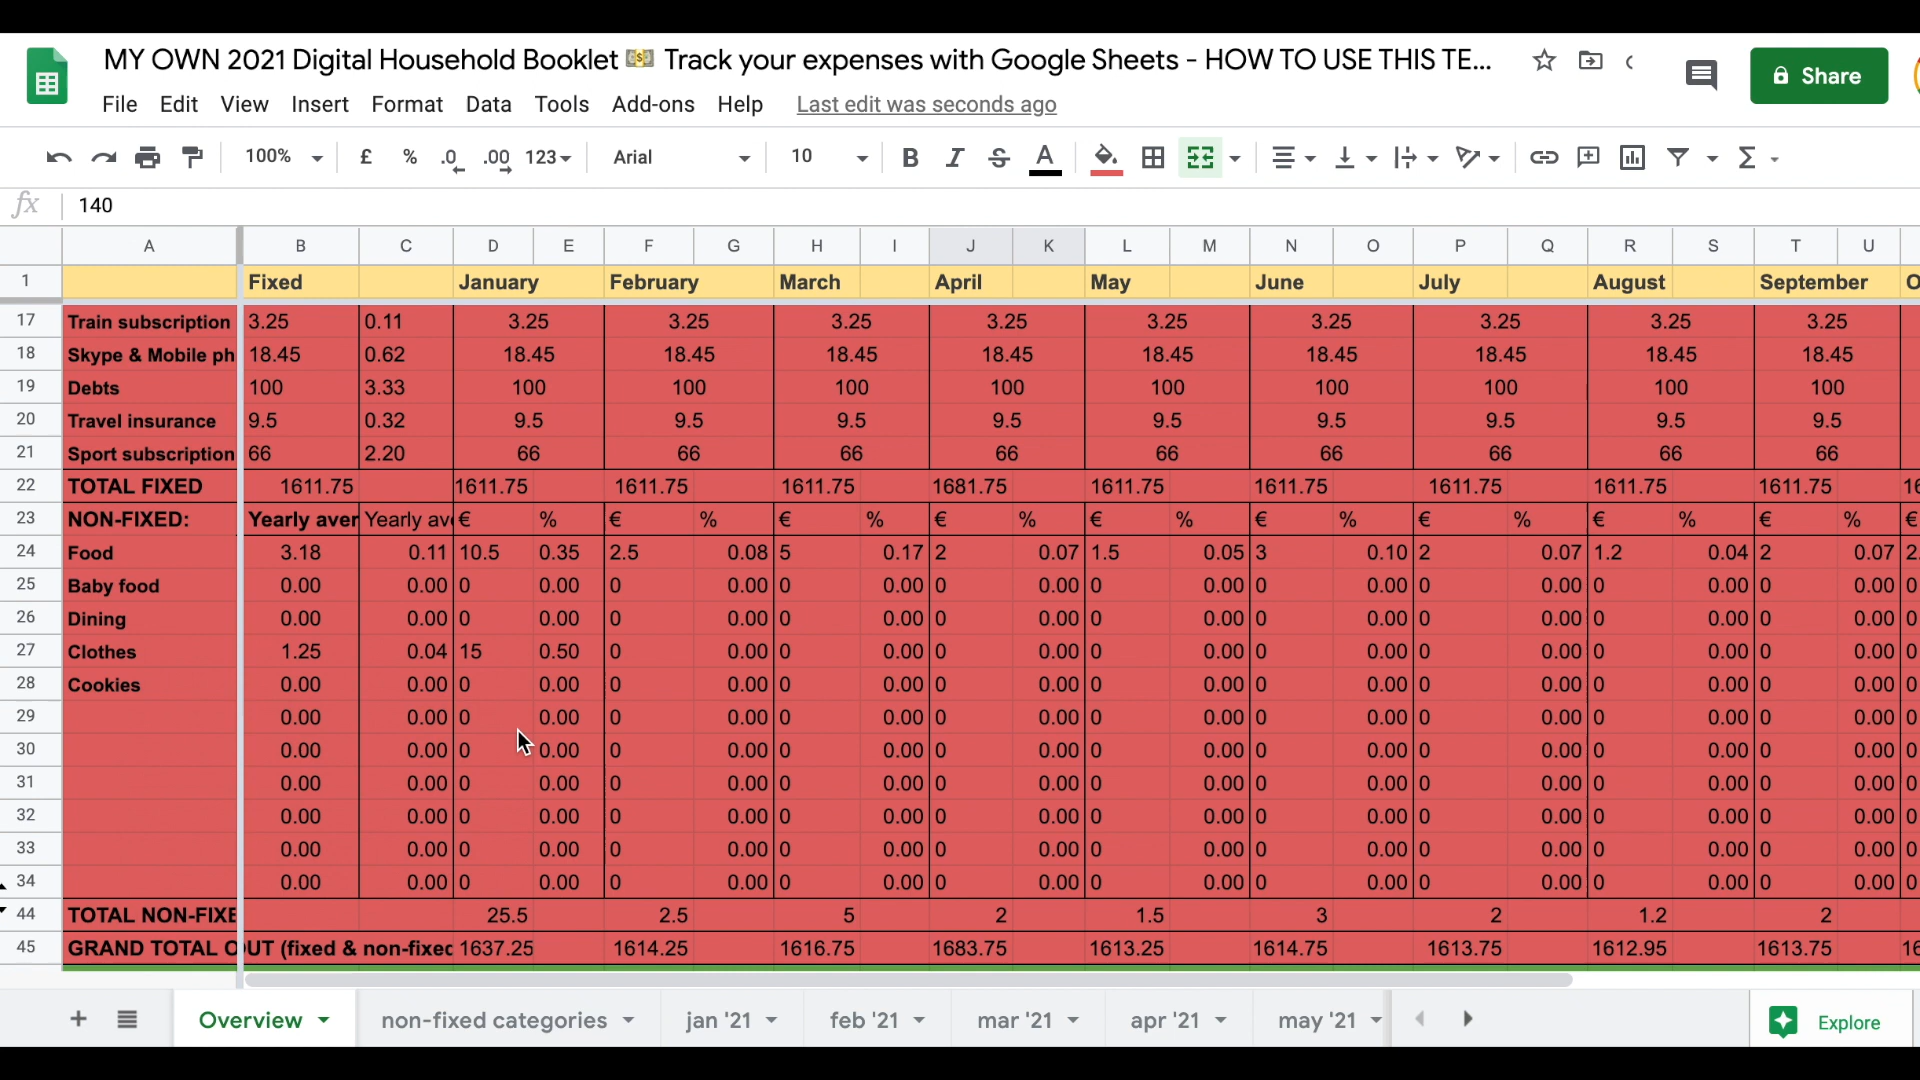 MY OWN 2021 Digital Household Booklet 💵 Track your expenses with Google Sheets - HOW TO USE THIS TE...
File Edit View Insert Format Data Tools Add-ons Help Last edit was seconds ago
Share
100% £ % .0 .00 123 Arial 10 B I S A Σ
fx 140
A B C D E F G H I J K L M N O P Q R S T U
1 Fixed January February March April May June July August September O
17 Train subscription 3.25 0.11 3.25 3.25 3.25 3.25 3.25 3.25 3.25 3.25 3.25
18 Skype & Mobile ph 18.45 0.62 18.45 18.45 18.45 18.45 18.45 18.45 18.45 18.45 18.45
19 Debts 100 3.33 100 100 100 100 100 100 100 100 100
20 Travel insurance 9.5 0.32 9.5 9.5 9.5 9.5 9.5 9.5 9.5 9.5 9.5
21 Sport subscription 66 2.20 66 66 66 66 66 66 66 66 66
22 TOTAL FIXED 1611.75 1611.75 1611.75 1611.75 1681.75 1611.75 1611.75 1611.75 1611.75 1611.75 16
23 NON-FIXED: Yearly aver Yearly ave € % € % € % € % € % € % € % € % € % €
24 Food 3.18 0.11 10.5 0.35 2.5 0.08 5 0.17 2 0.07 1.5 0.05 3 0.10 2 0.07 1.2 0.04 2 0.07 2.
25 Baby food 0.00 0.00 0 0.00 0 0.00 0 0.00 0 0.00 0 0.00 0 0.00 0 0.00 0 0.00 0 0.00 0
26 Dining 0.00 0.00 0 0.00 0 0.00 0 0.00 0 0.00 0 0.00 0 0.00 0 0.00 0 0.00 0 0.00 0
27 Clothes 1.25 0.04 15 0.50 0 0.00 0 0.00 0 0.00 0 0.00 0 0.00 0 0.00 0 0.00 0 0.00 0
28 Cookies 0.00 0.00 0 0.00 0 0.00 0 0.00 0 0.00 0 0.00 0 0.00 0 0.00 0 0.00 0 0.00 0
29 0.00 0.00 0 0.00 0 0.00 0 0.00 0 0.00 0 0.00 0 0.00 0 0.00 0 0.00 0 0.00 0
30 0.00 0.00 0 0.00 0 0.00 0 0.00 0 0.00 0 0.00 0 0.00 0 0.00 0 0.00 0 0.00 0
31 0.00 0.00 0 0.00 0 0.00 0 0.00 0 0.00 0 0.00 0 0.00 0 0.00 0 0.00 0 0.00 0
32 0.00 0.00 0 0.00 0 0.00 0 0.00 0 0.00 0 0.00 0 0.00 0 0.00 0 0.00 0 0.00 0
33 0.00 0.00 0 0.00 0 0.00 0 0.00 0 0.00 0 0.00 0 0.00 0 0.00 0 0.00 0 0.00 0
34 0.00 0.00 0 0.00 0 0.00 0 0.00 0 0.00 0 0.00 0 0.00 0 0.00 0 0.00 0 0.00 0
44 TOTAL NON-FIXE 25.5 2.5 5 2 1.5 3 2 1.2 2
45 GRAND TOTAL OUT (fixed & non-fixed 1637.25 1614.25 1616.75 1683.75 1613.25 1614.75 1613.75 1612.95 1613.75 16
+ Overview non-fixed categories jan '21 feb '21 mar '21 apr '21 may '21 Explore